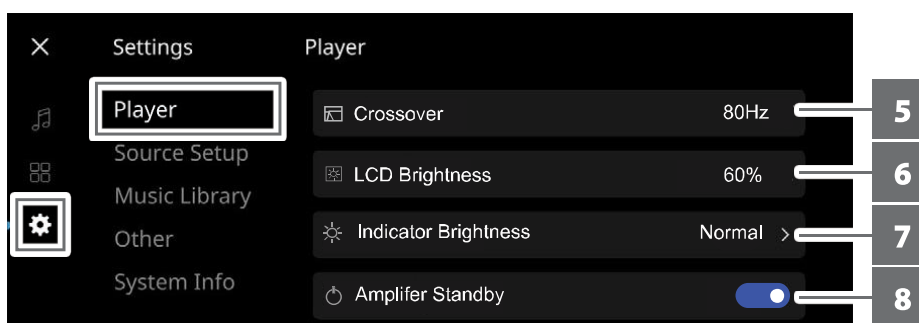 Settings
Player
Player
Crossover 80Hz 5
Source Setup
LCD Brightness 60% 6
Music Library
Indicator Brightness Normal > 7
Other
System Info
Amplifer Standby 8